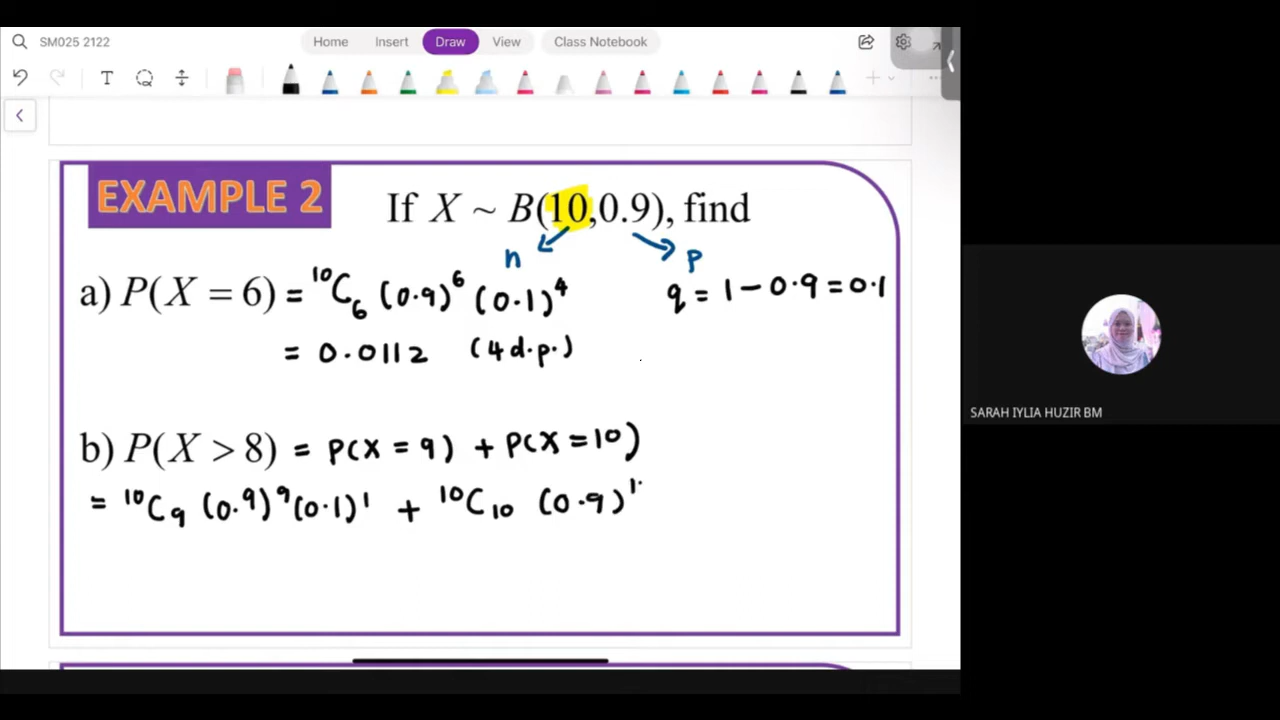 SM025 2122
Home Insert Draw View Class Notebook
EXAMPLE 2
If X ~ B(10,0.9), find
n p
a) P(X = 6) = ¹⁰C₆ (0.9)⁶ (0.1)⁴
q = 1 - 0.9 = 0.1
= 0.0112 (4 d.p.)
b) P(X > 8) = P(X = 9) + P(X = 10)
= ¹⁰C₉ (0.9)⁹ (0.1)¹ + ¹⁰C₁₀ (0.9)¹
SARAH IYLIA HUZIR BM